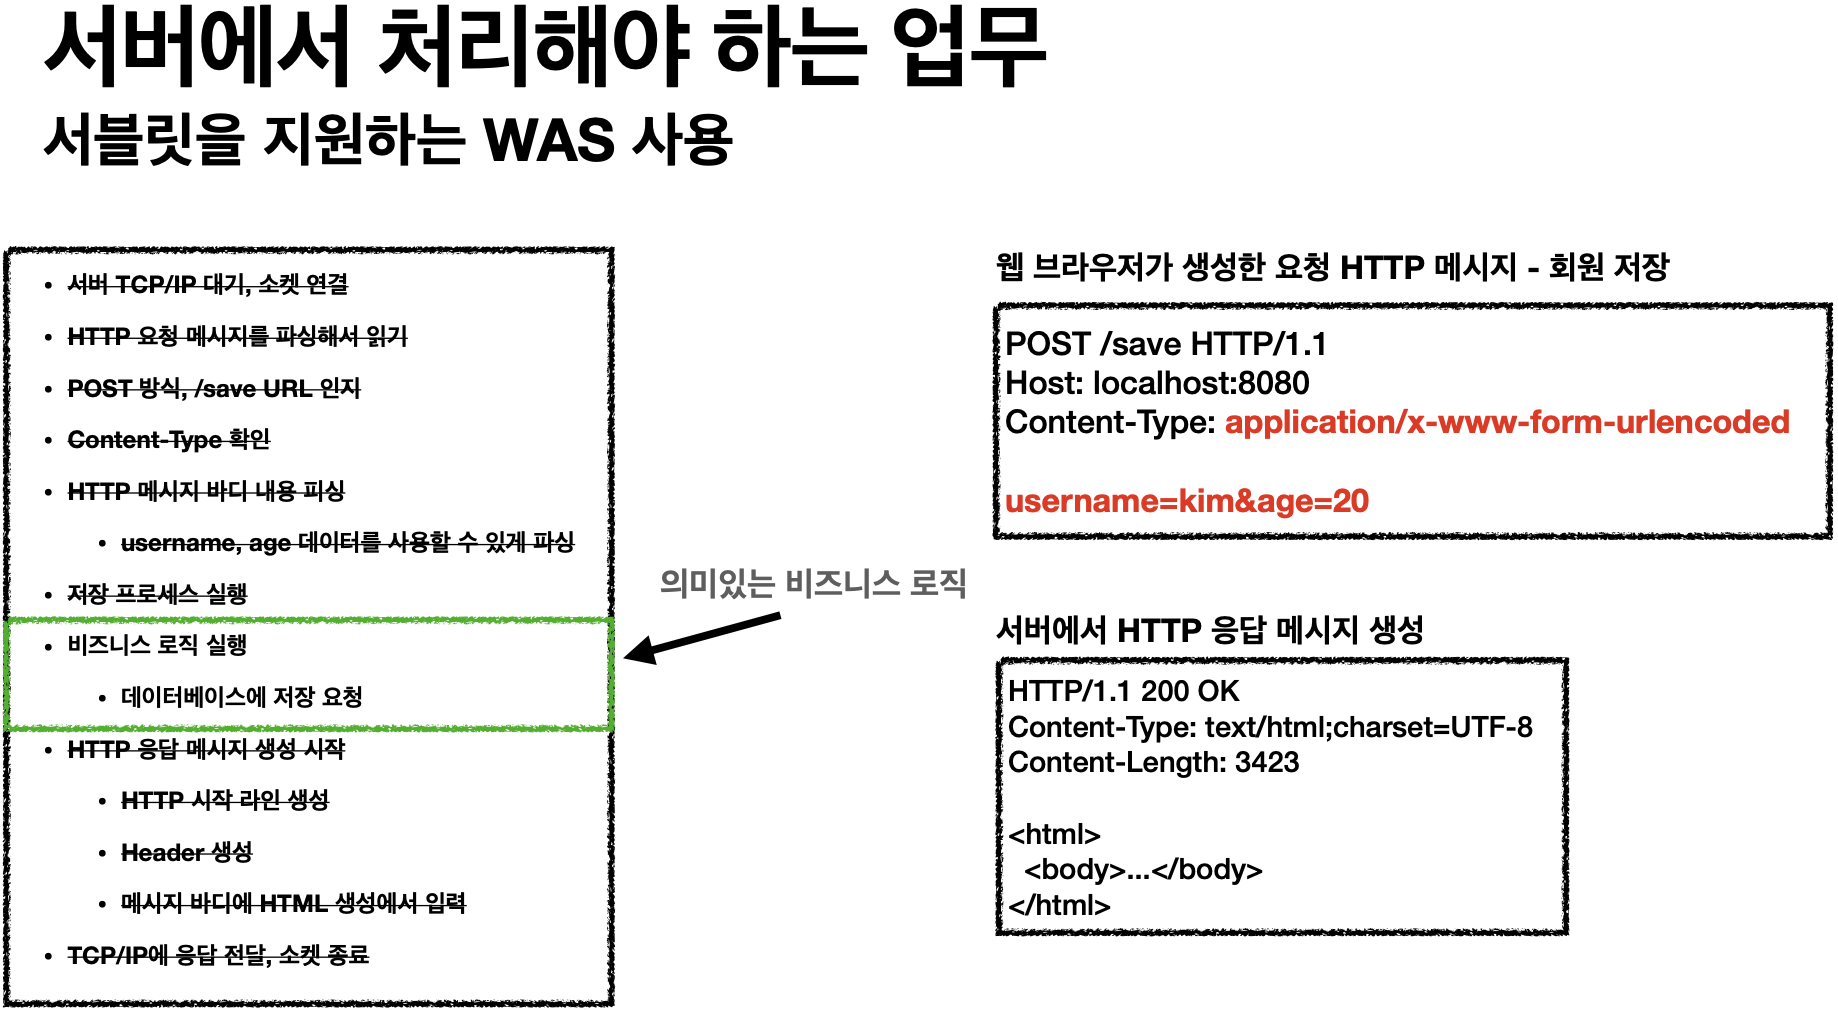 서버에서 처리해야 하는 업무
서블릿을 지원하는 WAS 사용
• 서버 TCP/IP 대기, 소켓 연결
• HTTP 요청 메시지를 파싱해서 읽기
• POST 방식, /save URL 인지
• Content-Type 확인
• HTTP 메시지 바디 내용 피싱
• username, age 데이터를 사용할 수 있게 파싱
• 저장 프로세스 실행
• 비즈니스 로직 실행
• 데이터베이스에 저장 요청
• HTTP 응답 메시지 생성 시작
• HTTP 시작 라인 생성
• Header 생성
• 메시지 바디에 HTML 생성에서 입력
• TCP/IP에 응답 전달, 소켓 종료
의미있는 비즈니스 로직
웹 브라우저가 생성한 요청 HTTP 메시지 - 회원 저장
POST /save HTTP/1.1
Host: localhost:8080
Content-Type: application/x-www-form-urlencoded
username=kim&age=20
서버에서 HTTP 응답 메시지 생성
HTTP/1.1 200 OK
Content-Type: text/html;charset=UTF-8
Content-Length: 3423
<html>
<body>...</body>
</html>